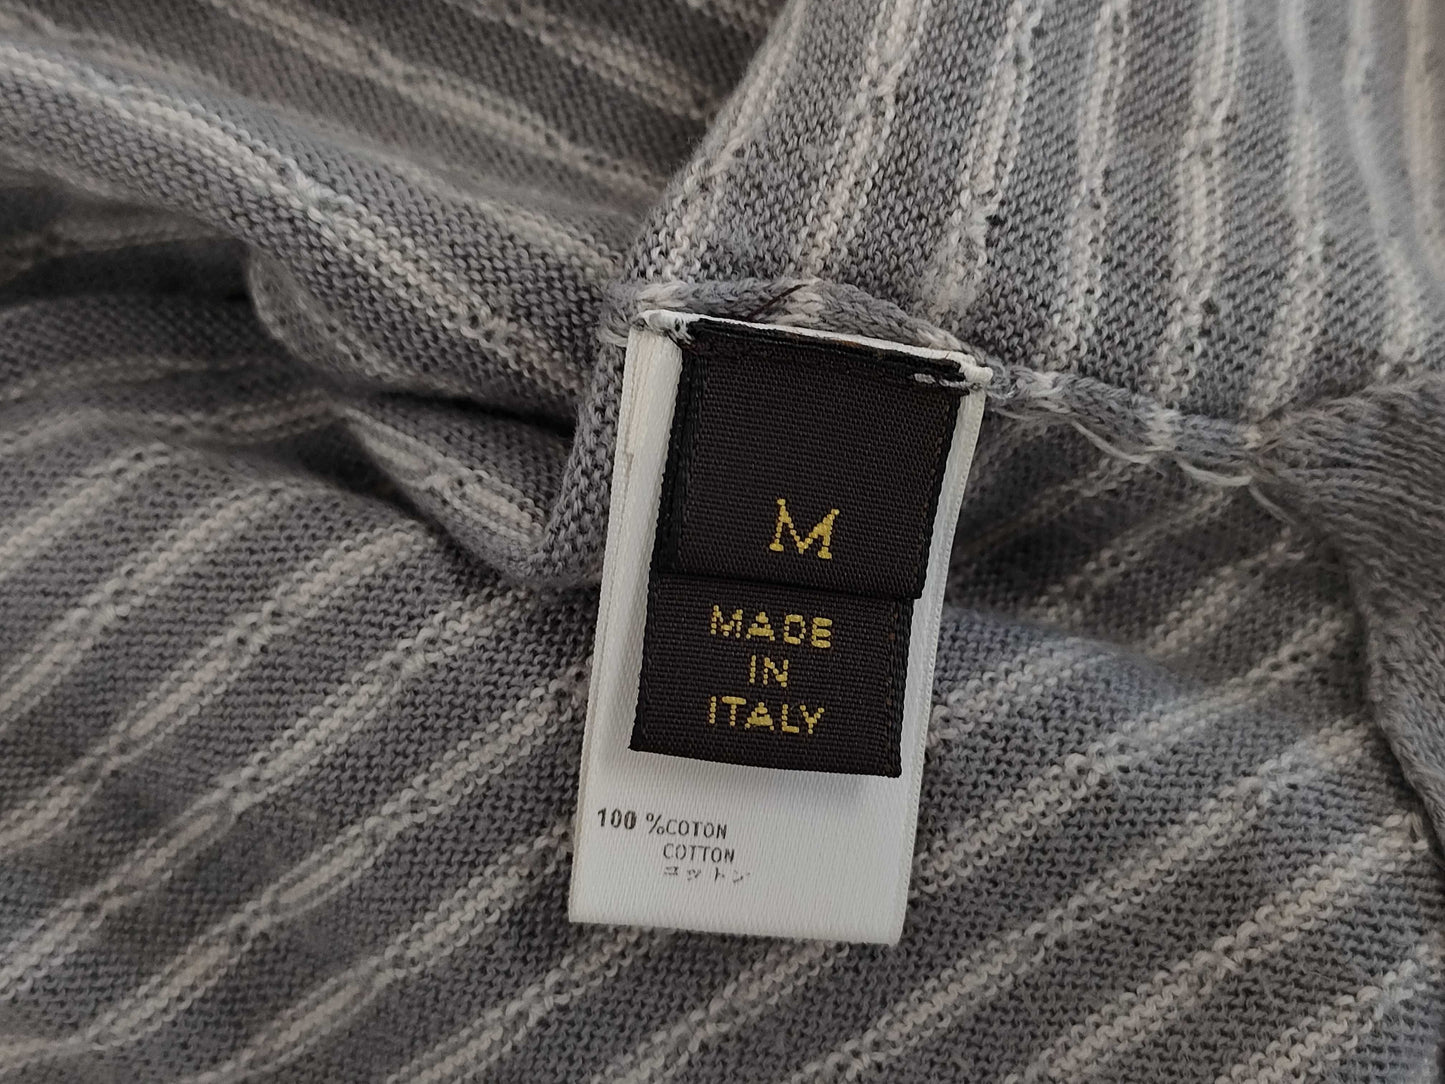 M
MADE
IN
ITALY
100 %COTON
COTTON
コットン